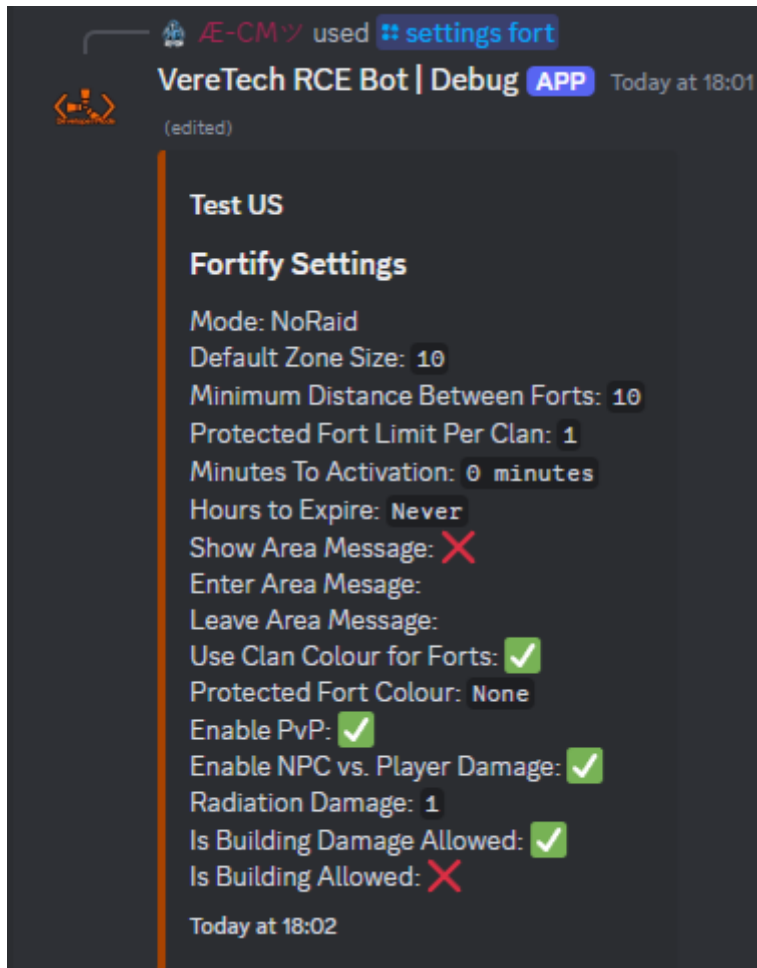 Æ-CMツ used settings fort
VereTech RCE Bot | Debug APP Today at 18:01
(edited)
Test US
Fortify Settings
Mode: NoRaid
Default Zone Size: 10
Minimum Distance Between Forts: 10
Protected Fort Limit Per Clan: 1
Minutes To Activation: 0 minutes
Hours to Expire: Never
Show Area Message: ❌
Enter Area Mesage:
Leave Area Message:
Use Clan Colour for Forts: ✅
Protected Fort Colour: None
Enable PvP: ✅
Enable NPC vs. Player Damage: ✅
Radiation Damage: 1
Is Building Damage Allowed: ✅
Is Building Allowed: ❌
Today at 18:02